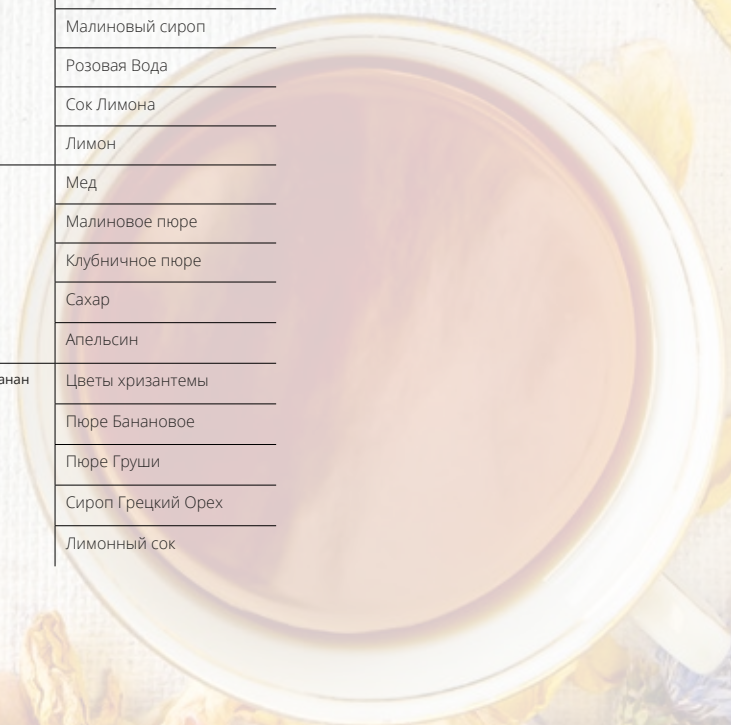 Малиновый сироп
Розовая Вода
Сок Лимона
Лимон
Мед
Малиновое пюре
Клубничное пюре
Сахар
Апельсин
Цветы хризантемы
Пюре Банановое
Пюре Груши
Сироп Грецкий Орех
Лимонный сок